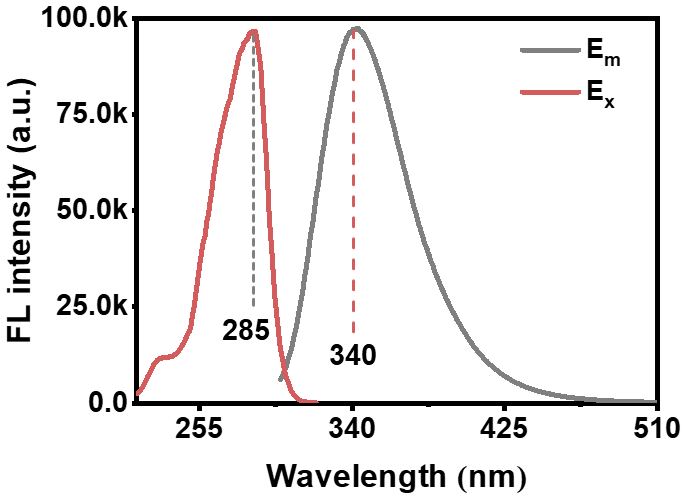 FL intensity (a.u.)
100.0k
75.0k
50.0k
25.0k
0.0
Em
Ex
285
340
255
340
425
510
Wavelength (nm)